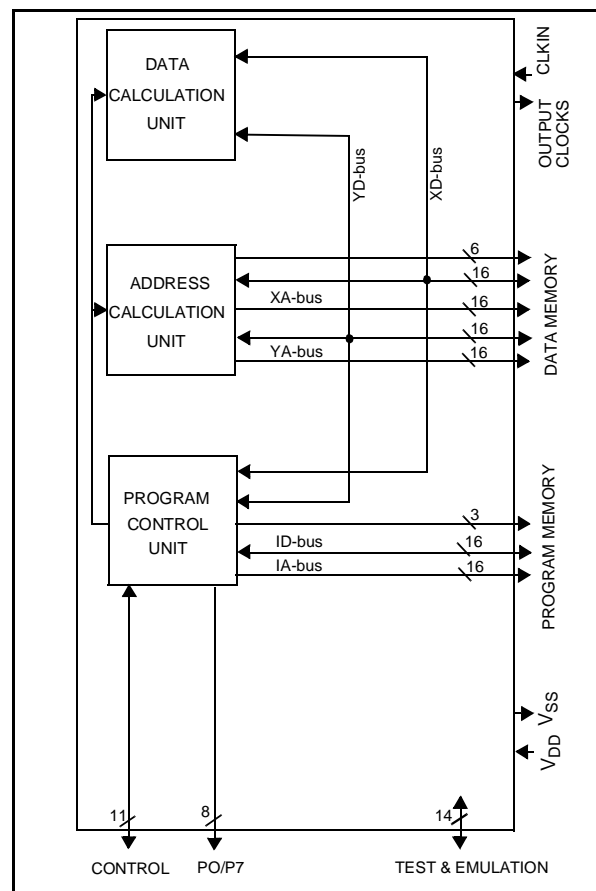 DATA
CALCULATION
UNIT
CLKIN
OUTPUT
CLOCKS
YD-bus
XD-bus
ADDRESS
CALCULATION
UNIT
6
16
XA-bus
16
16
YA-bus
16
DATA MEMORY
PROGRAM
CONTROL
UNIT
3
ID-bus
16
IA-bus
16
PROGRAM MEMORY
VSS
VDD
11
8
14
CONTROL
PO/P7
TEST & EMULATION